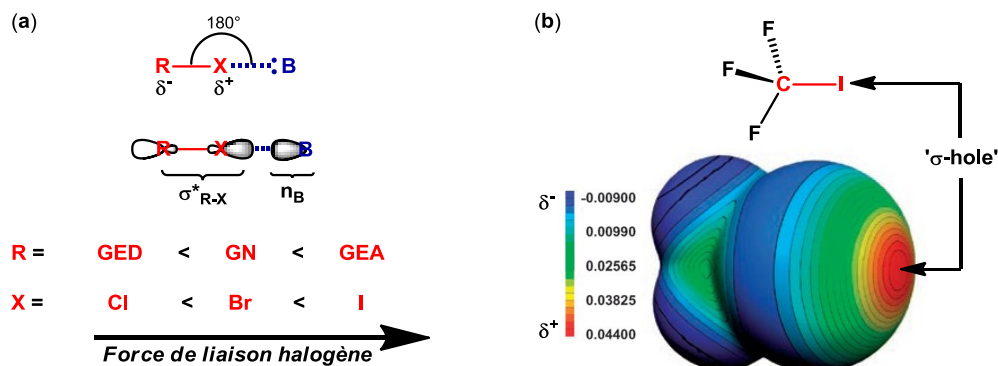 (a)
180°
R X :B
δ- δ+
R X B
σ*R-X nB
R = GED < GN < GEA
X = Cl < Br < I
Force de liaison halogène
(b)
F
F C I
F
'σ-hole'
δ- -0.00900
0.00990
0.02565
0.03825
δ+ 0.04400